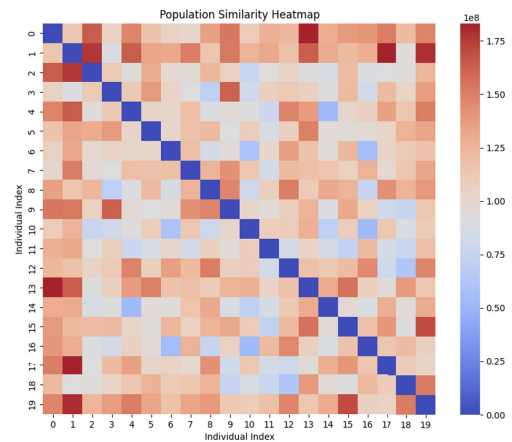 Population Similarity Heatmap
1e8
0 1 2 3 4 5 6 7 8 9 10 11 12 13 14 15 16 17 18 19
Individual Index
0 1 2 3 4 5 6 7 8 9 10 11 12 13 14 15 16 17 18 19
Individual Index
1.75
1.50
1.25
1.00
0.75
0.50
0.25
0.00